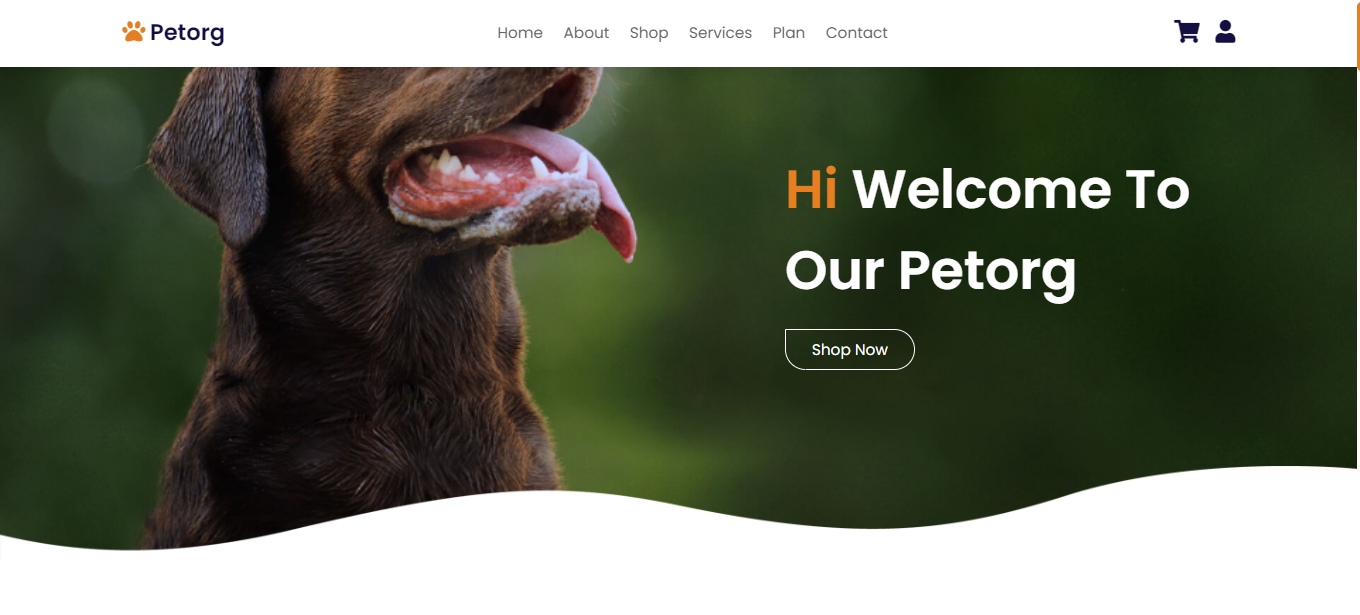 Petorg
Home About Shop Services Plan Contact
Hi Welcome To
Our Petorg
Shop Now